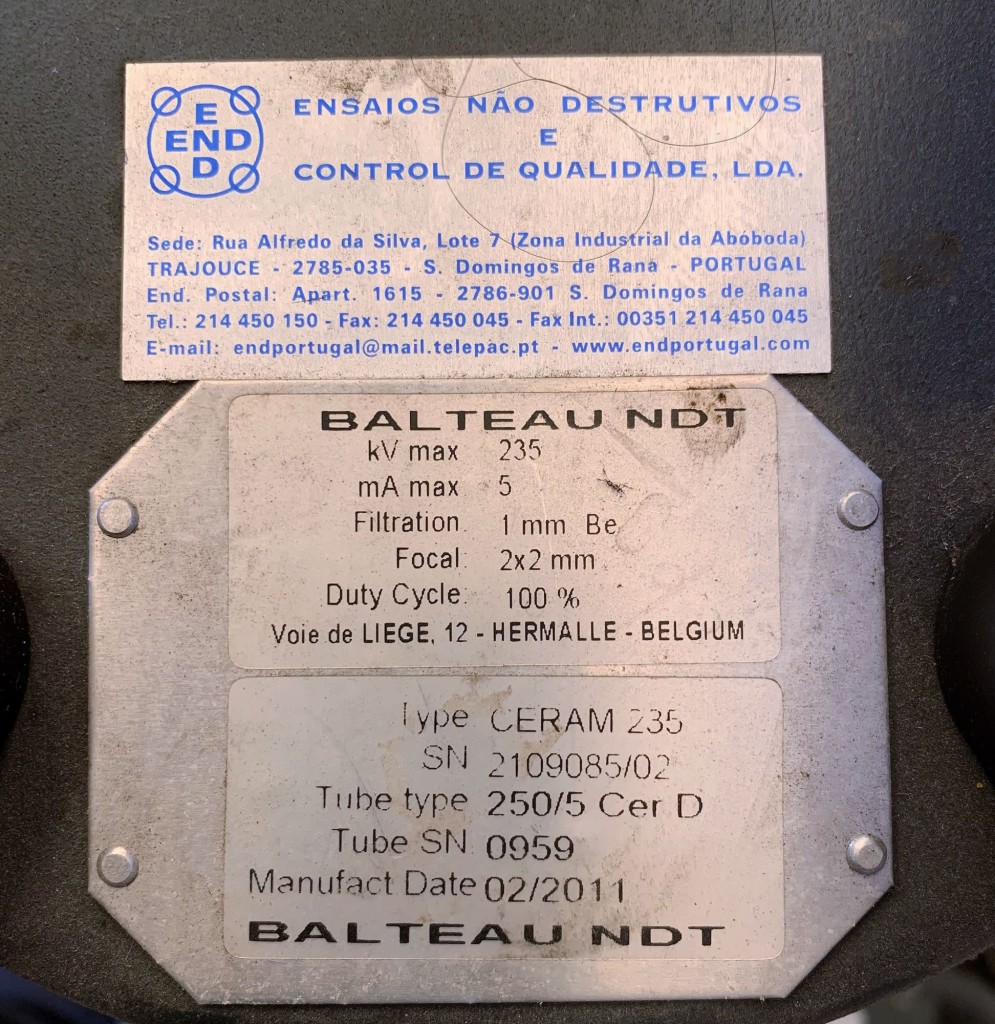 E
END
D
ENSAIOS NÃO DESTRUTIVOS
E
CONTROL DE QUALIDADE, LDA.
Sede: Rua Alfredo da Silva, Lote 7 (Zona Industrial da Abóboda)
TRAJOUCE - 2785-035 - S. Domingos de Rana - PORTUGAL
End. Postal: Apart. 1615 - 2786-901 S. Domingos de Rana
Tel.: 214 450 150 - Fax: 214 450 045 - Fax Int.: 00351 214 450 045
E-mail: endportugal@mail.telepac.pt - www.endportugal.com
BALTEAU NDT
kV max 235
mA max 5
Filtration: 1 mm Be
Focal: 2x2 mm
Duty Cycle: 100 %
Voie de LIEGE, 12 - HERMALLE - BELGIUM
Type CERAM 235
SN 2109085/02
Tube type 250/5 Cer D
Tube SN 0959
Manufact Date 02/2011
BALTEAU NDT